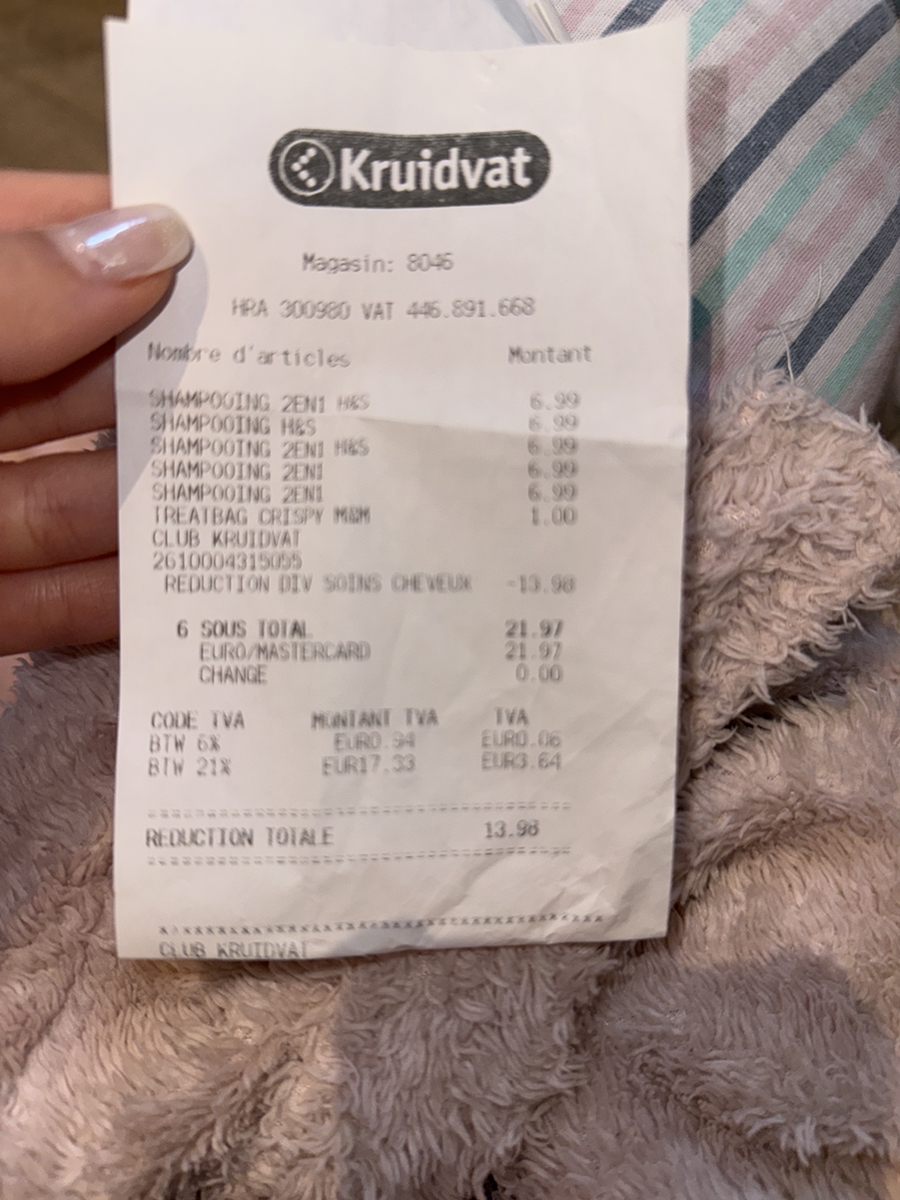 Kruidvat
Magasin: 8046
HRA 300980 VAT 446.891.668
Nombre d'articles Montant
SHAMPOOING 2EN1 H&S 6.99
SHAMPOOING H&S 6.99
SHAMPOOING 2EN1 H&S 6.99
SHAMPOOING 2EN1 6.99
SHAMPOOING 2EN1 6.99
TREATBAG CRISPY M&M 1.00
CLUB KRUIDVAT
2610004315055
REDUCTION DIV SOINS CHEVEUX -13.98
6 SOUS TOTAL 21.97
EURO/MASTERCARD 21.97
CHANGE 0.00
CODE TVA MONTANT TVA TVA
BTW 6% EUR0.94 EUR0.06
BTW 21% EUR17.33 EUR3.64
REDUCTION TOTALE 13.98
CLUB KRUIDVAT